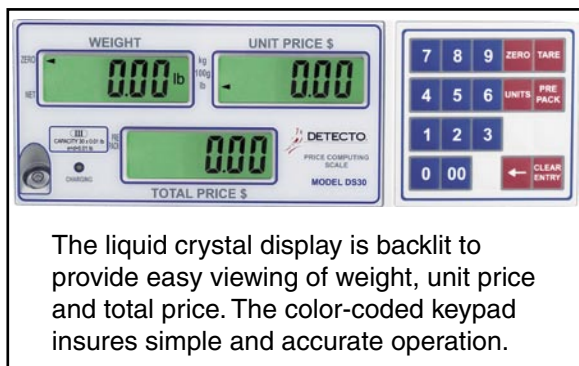 WEIGHT
UNIT PRICE $
ZERO
NET
0.00 lb
kg
100g
lb
0.00
CAPACITY 30 x 0.01 lb
CHARGING
PRE
PACK
0.00
TOTAL PRICE $
DETECTO
PRICE COMPUTING
SCALE
MODEL DS30
7 8 9 ZERO TARE
4 5 6 UNITS PRE PACK
1 2 3
0 00 ← CLEAR ENTRY
The liquid crystal display is backlit to
provide easy viewing of weight, unit price
and total price. The color-coded keypad
insures simple and accurate operation.